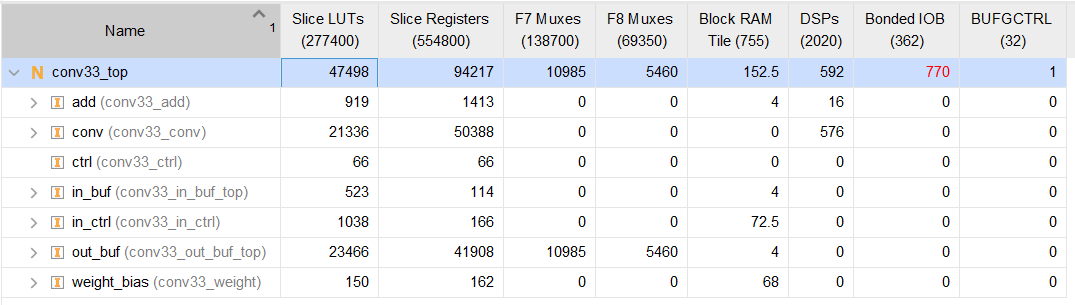 Name 1 Slice LUTs (277400) Slice Registers (554800) F7 Muxes (138700) F8 Muxes (69350) Block RAM Tile (755) DSPs (2020) Bonded IOB (362) BUFGCTRL (32)
N conv33_top 47498 94217 10985 5460 152.5 592 770 1
I add (conv33_add) 919 1413 0 0 4 16 0 0
I conv (conv33_conv) 21336 50388 0 0 0 576 0 0
I ctrl (conv33_ctrl) 66 66 0 0 0 0 0 0
I in_buf (conv33_in_buf_top) 523 114 0 0 4 0 0 0
I in_ctrl (conv33_in_ctrl) 1038 166 0 0 72.5 0 0 0
I out_buf (conv33_out_buf_top) 23466 41908 10985 5460 4 0 0 0
I weight_bias (conv33_weight) 150 162 0 0 68 0 0 0